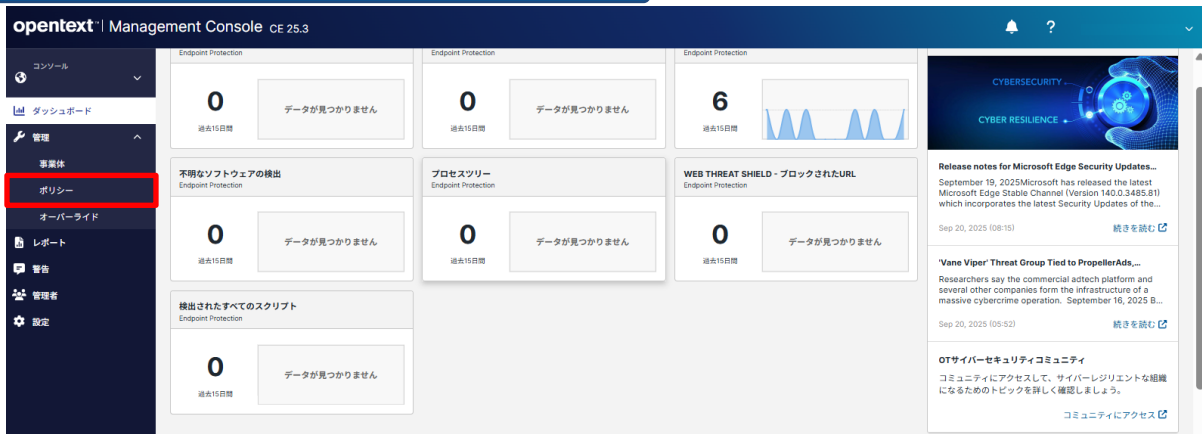 opentext™ | Management Console CE 25.3
?
コンソール
ダッシュボード
管理
事業体
ポリシー
オーバーライド
レポート
警告
管理者
設定
Endpoint Protection
0
過去15日間
データが見つかりません
Endpoint Protection
0
過去15日間
データが見つかりません
Endpoint Protection
6
過去15日間
不明なソフトウェアの検出
Endpoint Protection
0
過去15日間
データが見つかりません
プロセスツリー
Endpoint Protection
0
過去15日間
データが見つかりません
WEB THREAT SHIELD - ブロックされたURL
Endpoint Protection
0
過去15日間
データが見つかりません
検出されたすべてのスクリプト
Endpoint Protection
0
過去15日間
データが見つかりません
CYBERSECURITY
CYBER RESILIENCE
Release notes for Microsoft Edge Security Updates...
September 19, 2025Microsoft has released the latest
Microsoft Edge Stable Channel (Version 140.0.3485.81)
which incorporates the latest Security Updates of the...
Sep 20, 2025 (08:15)
続きを読む
'Vane Viper' Threat Group Tied to PropellerAds,...
Researchers say the commercial adtech platform and
several other companies form the infrastructure of a
massive cybercrime operation. September 16, 2025 B...
Sep 20, 2025 (05:52)
続きを読む
OTサイバーセキュリティコミュニティ
コミュニティにアクセスして、サイバーレジリエントな組織
になるためのトピックを詳しく確認しましょう。
コミュニティにアクセス